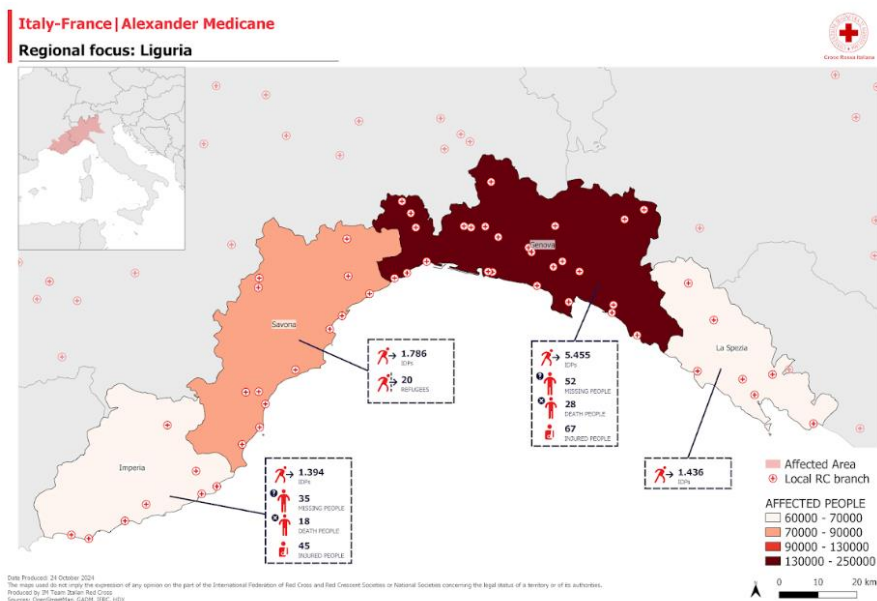 Italy-France|Alexander Medicane
Regional focus: Liguria
Croce Rossa Italiana
Genova
Savona
La Spezia
Imperia
1.786
IDPs
20
REFUGEES
5.455
IDPs
52
MISSING PEOPLE
28
DEATH PEOPLE
67
INJURED PEOPLE
1.436
IDPs
1.394
IDPs
35
MISSING PEOPLE
18
DEATH PEOPLE
45
INJURED PEOPLE
Affected Area
Local RC branch
AFFECTED PEOPLE
60000 - 70000
70000 - 90000
90000 - 130000
130000 - 250000
0 10 20 km
Date Produced: 24 October 2024
The maps used do not imply the expression of any opinion on the part of the International Federation of Red Cross and Red Crescent Societies or National Societies concerning the legal status of a territory or of its authorities.
Produced by IM Team Italian Red Cross
Sources: OpenStreetMap, GADM, IFRC, HDX